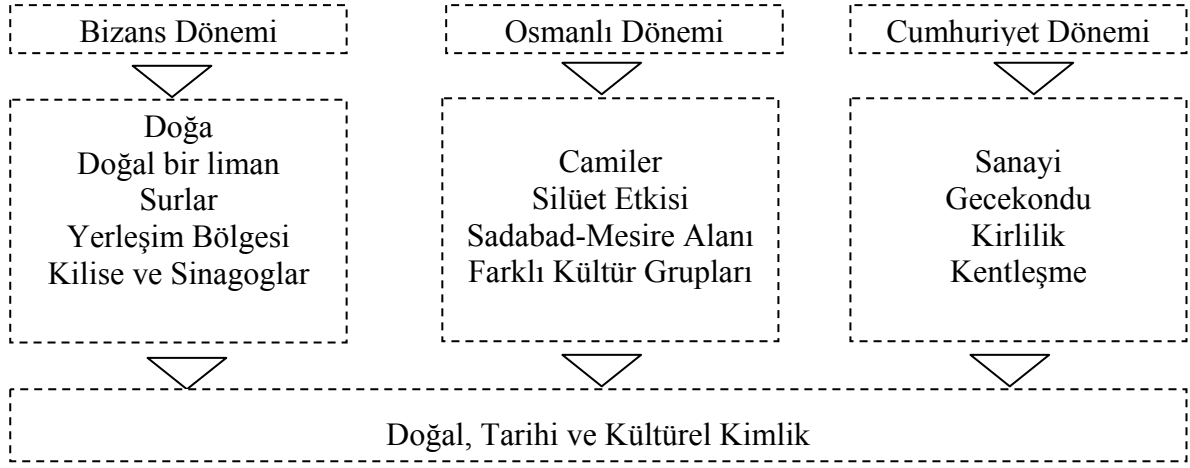 Bizans Dönemi
Osmanlı Dönemi
Cumhuriyet Dönemi
Doğa
Doğal bir liman
Surlar
Yerleşim Bölgesi
Kilise ve Sinagoglar
Camiler
Silüet Etkisi
Sadabad-Mesire Alanı
Farklı Kültür Grupları
Sanayi
Gecekondu
Kirlilik
Kentleşme
Doğal, Tarihi ve Kültürel Kimlik